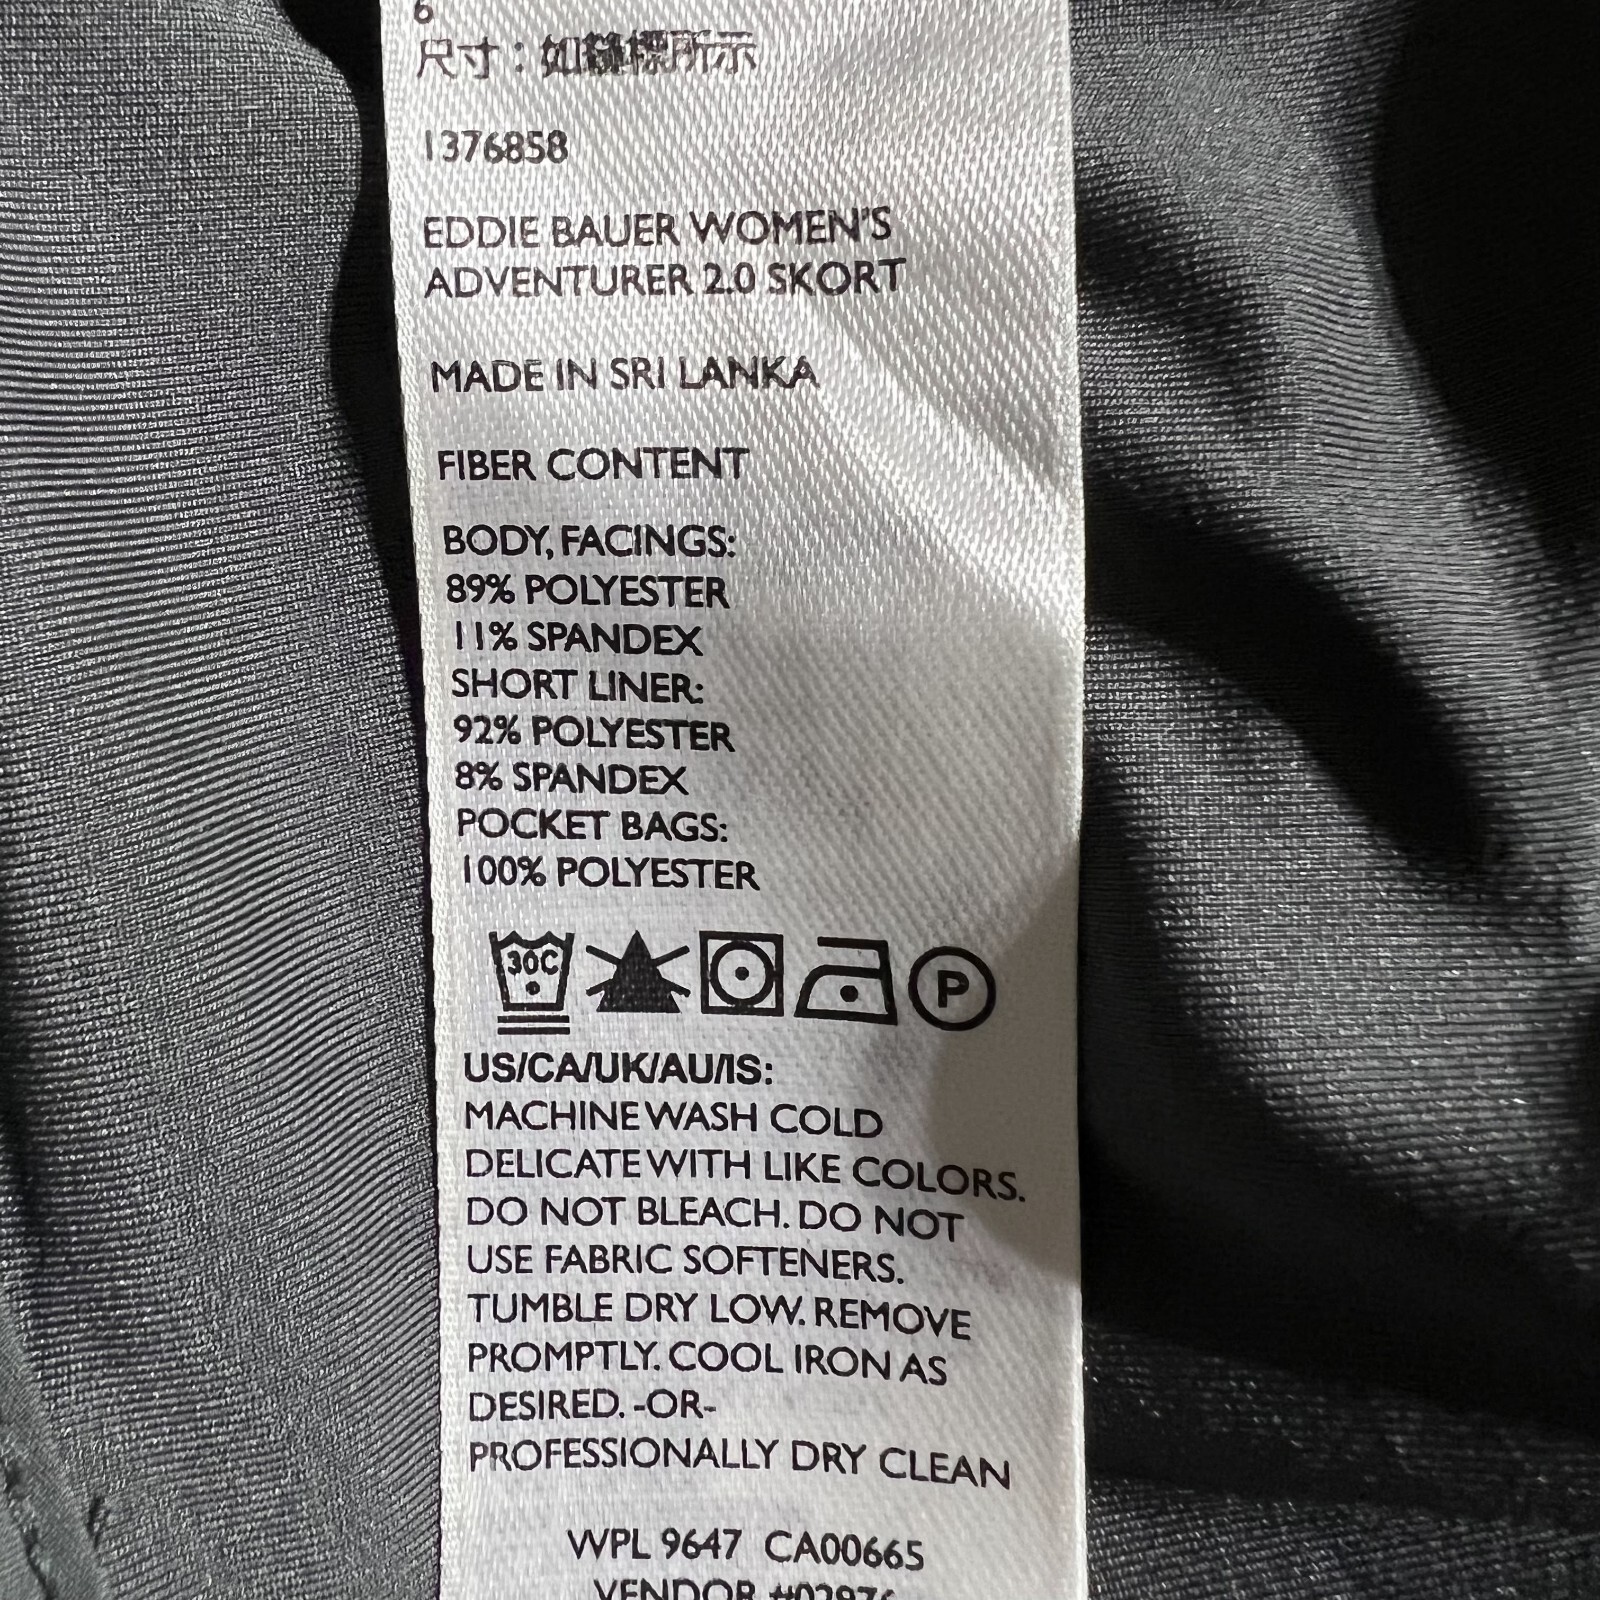 6
尺寸：如
所示
1376858
EDDIE BAUER WOMEN'S
ADVENTURER 2.0 SKORT
MADE IN SRI LANKA
FIBER CONTENT
BODY, FACINGS:
89% POLYESTER
11% SPANDEX
SHORT LINER:
92% POLYESTER
8% SPANDEX
POCKET BAGS:
100% POLYESTER
30C P
US/CA/UK/AU/IS:
MACHINE WASH COLD
DELICATE WITH LIKE COLORS.
DO NOT BLEACH. DO NOT
USE FABRIC SOFTENERS.
TUMBLE DRY LOW. REMOVE
PROMPTLY. COOL IRON AS
DESIRED. -OR-
PROFESSIONALLY DRY CLEAN
WPL 9647 CA00665
VENDOR